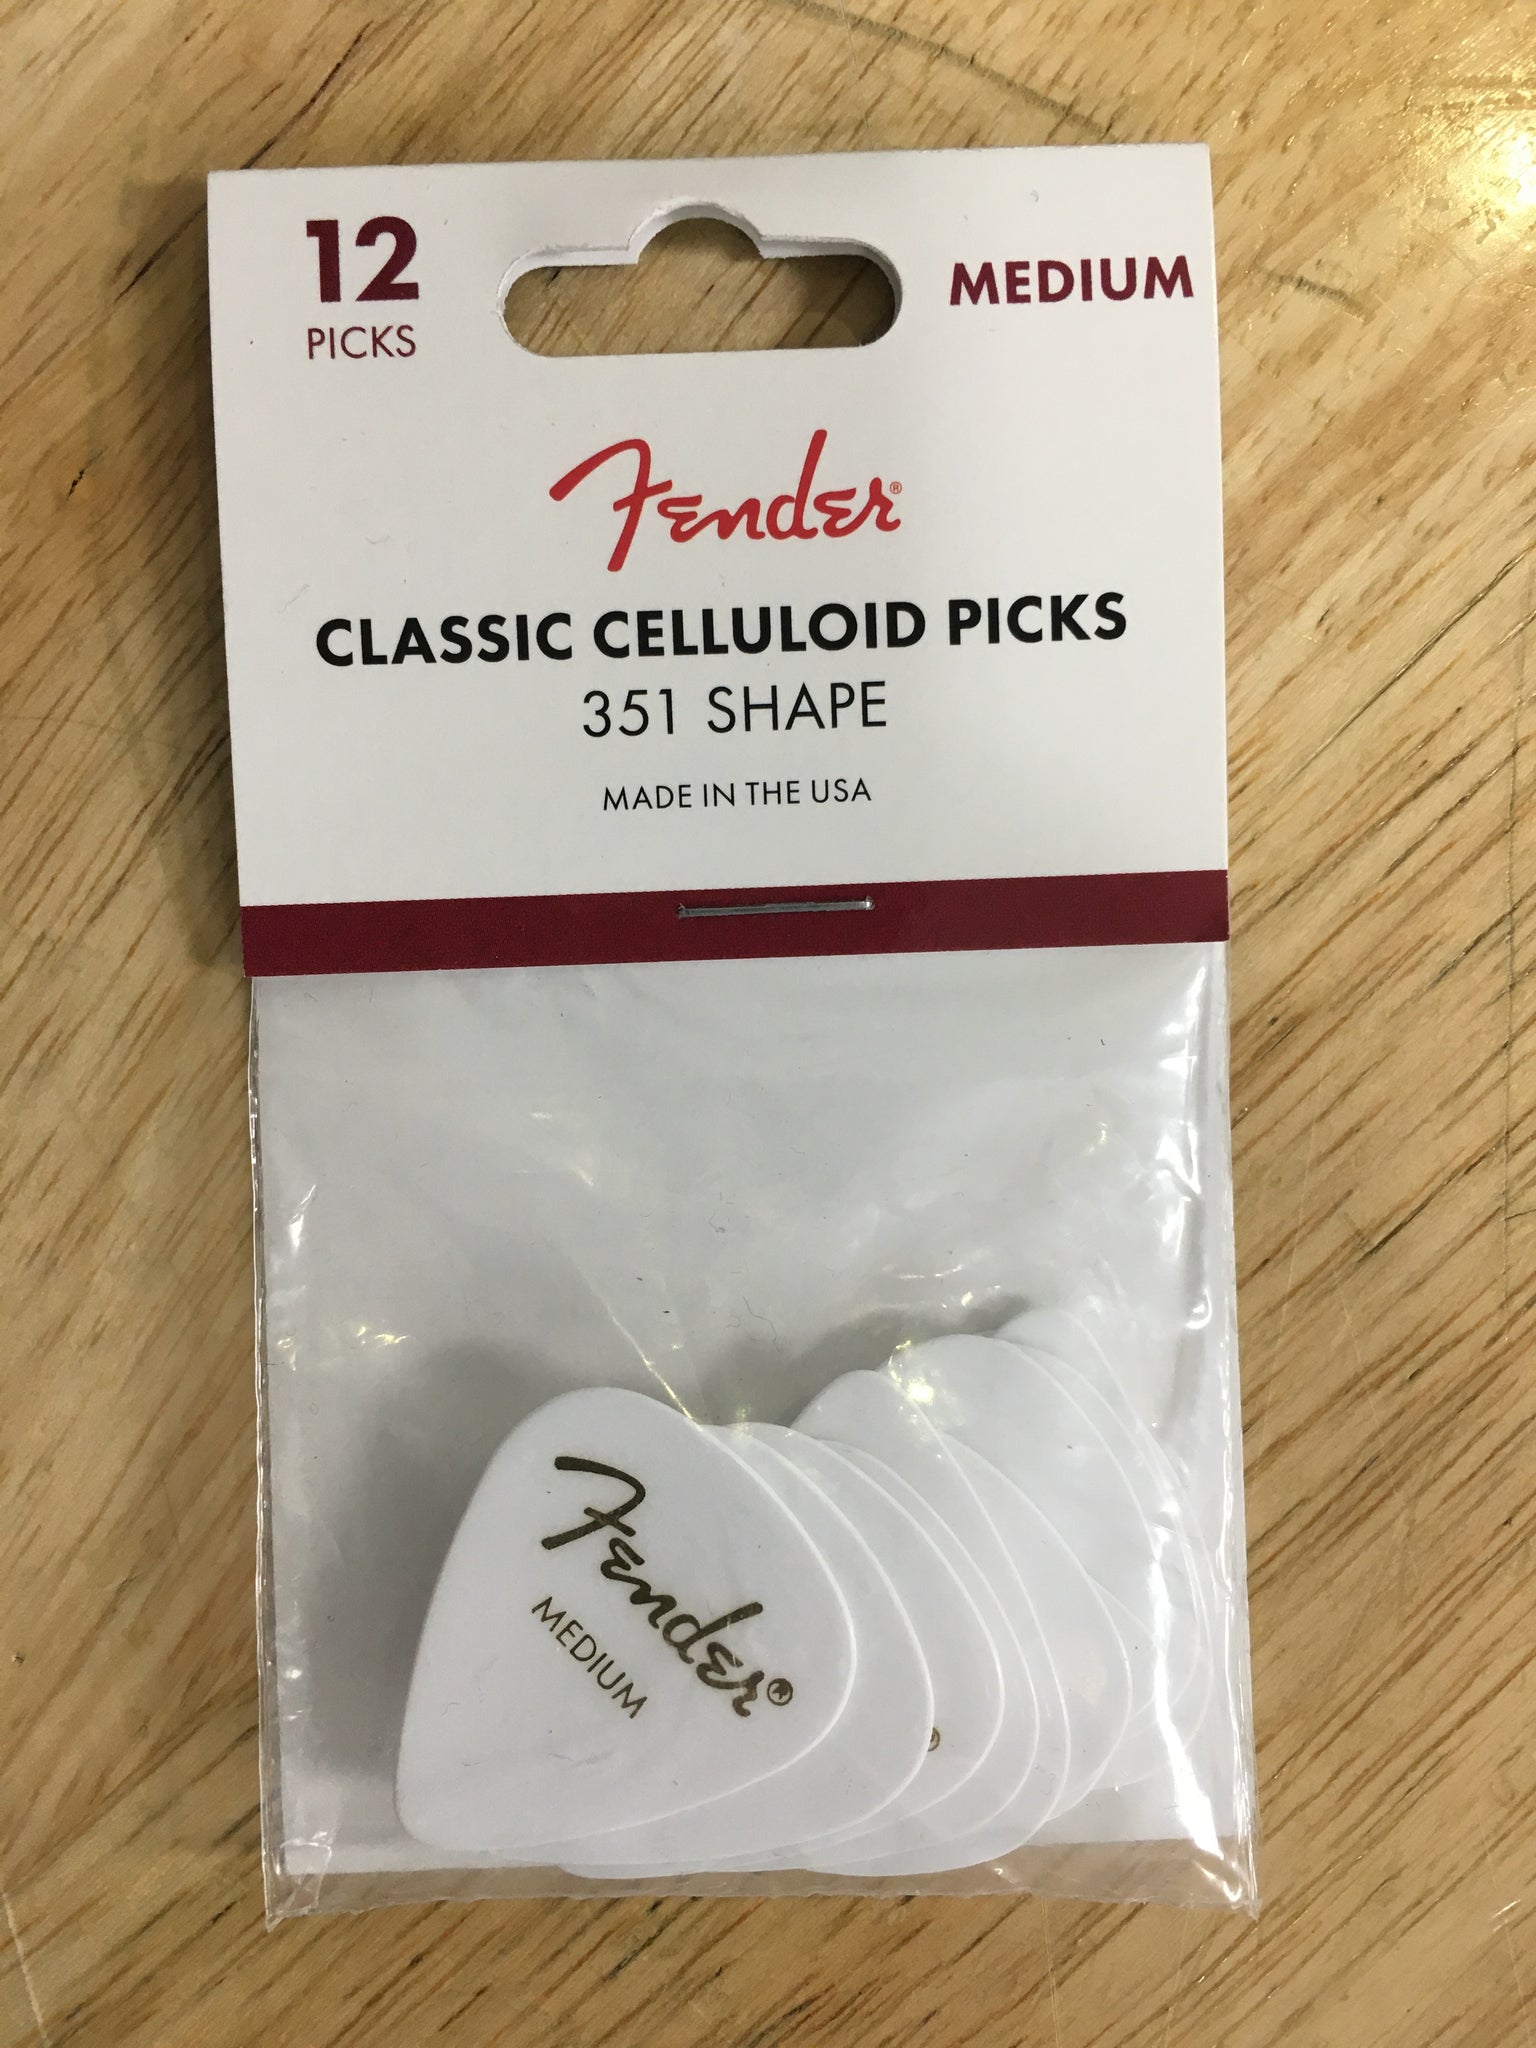 12
PICKS
MEDIUM
Fender®
CLASSIC CELLULOID PICKS
351 SHAPE
MADE IN THE USA
Fender®
MEDIUM
®